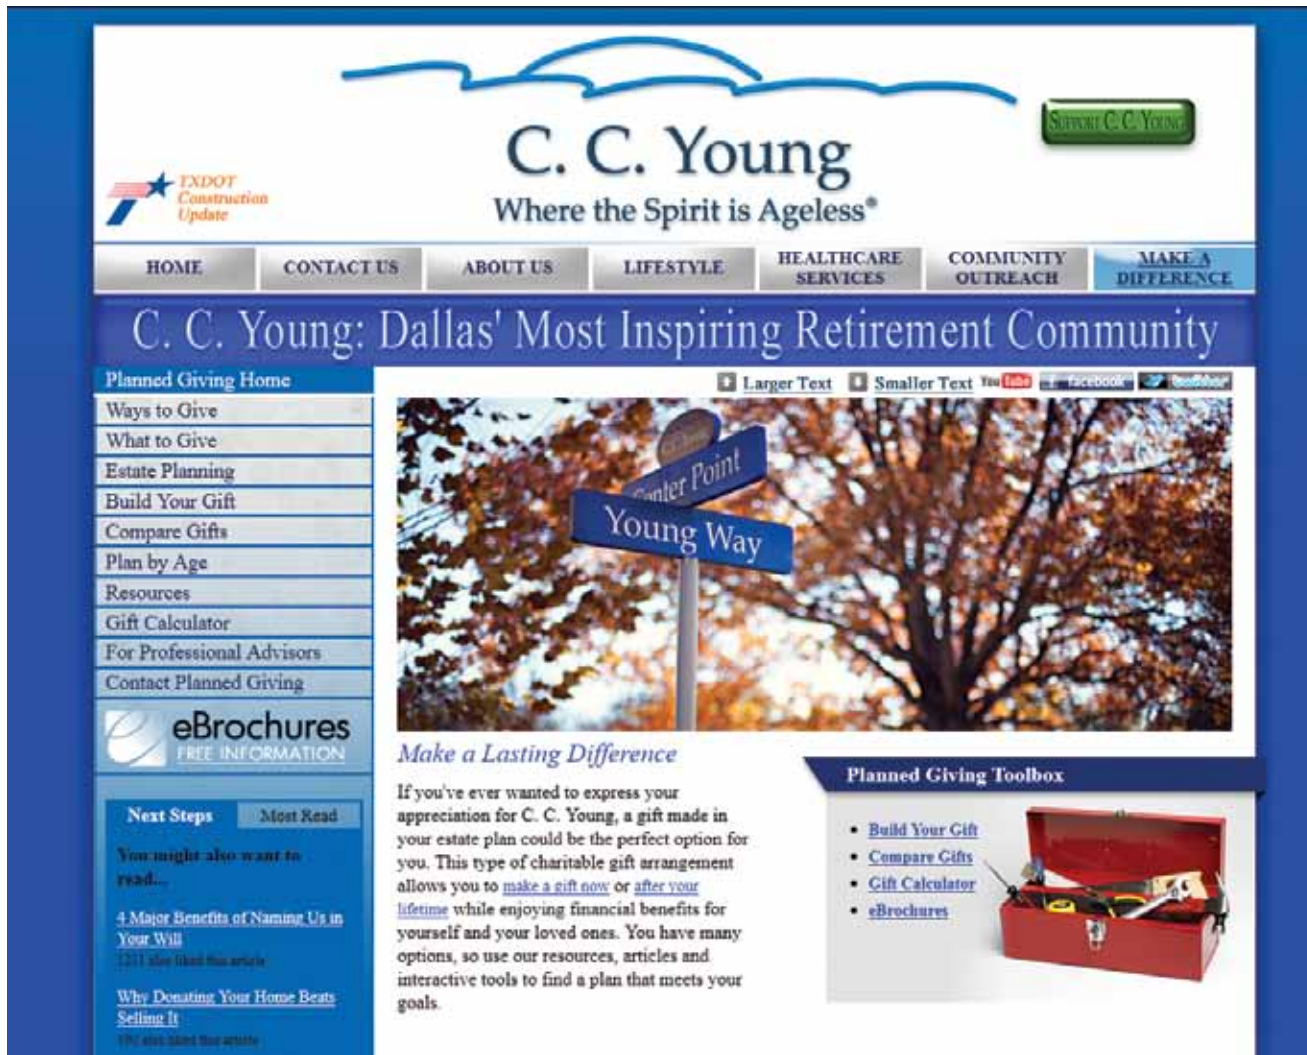 C. C. Young
Where the Spirit is Ageless®
SUPPORT C. C. YOUNG
TXDOT
Construction
Update
HOME
CONTACT US
ABOUT US
LIFESTYLE
HEALTHCARE
SERVICES
COMMUNITY
OUTREACH
MAKE A
DIFFERENCE
C. C. Young: Dallas' Most Inspiring Retirement Community
Planned Giving Home
Ways to Give
What to Give
Estate Planning
Build Your Gift
Compare Gifts
Plan by Age
Resources
Gift Calculator
For Professional Advisors
Contact Planned Giving
eBrochures
FREE INFORMATION
Next Steps
Most Read
You might also want to
read...
4 Major Benefits of Naming Us in
Your Will
also liked this article
Why Donating Your Home Beats
Selling It
also liked this article
Larger Text
Smaller Text
YouTube
facebook
twitter
Center Point
Young Way
Make a Lasting Difference
If you've ever wanted to express your
appreciation for C. C. Young, a gift made in
your estate plan could be the perfect option for
you. This type of charitable gift arrangement
allows you to make a gift now or after your
lifetime while enjoying financial benefits for
yourself and your loved ones. You have many
options, so use our resources, articles and
interactive tools to find a plan that meets your
goals.
Planned Giving Toolbox
Build Your Gift
Compare Gifts
Gift Calculator
eBrochures